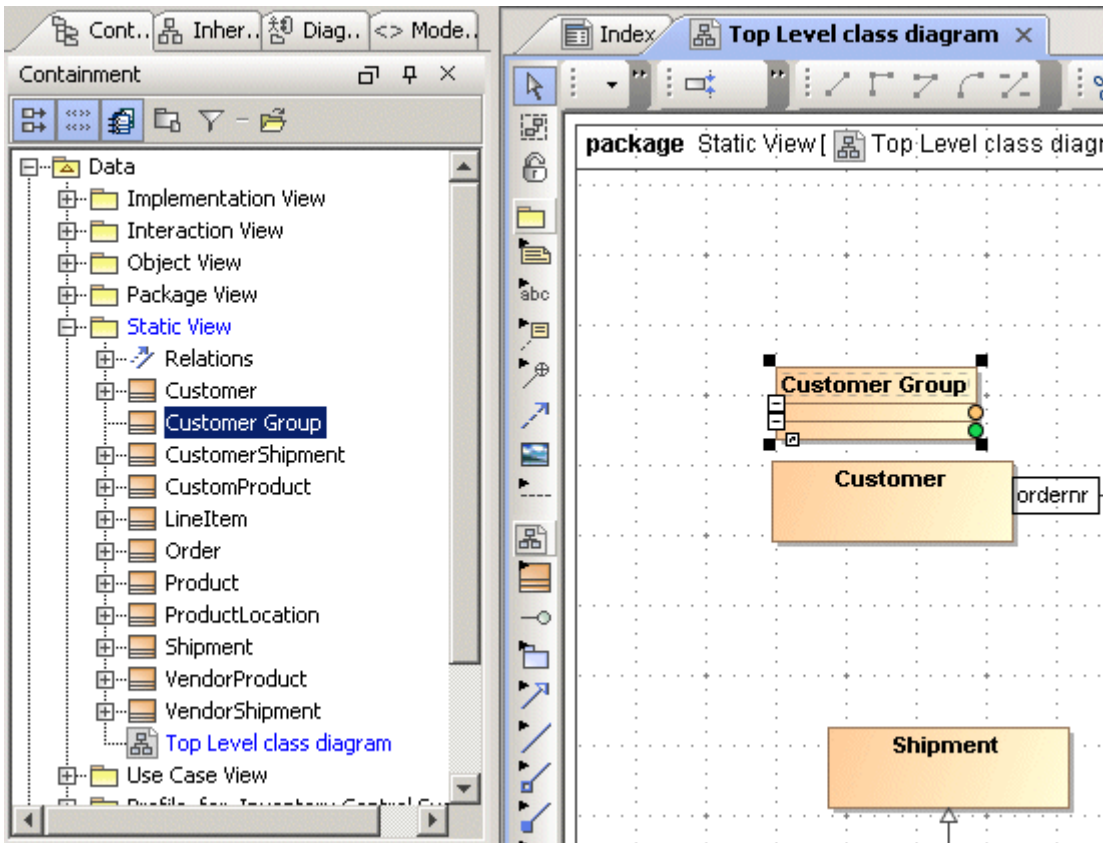 Cont.. Inher.. Diag.. <> Mode..
Containment
Data
Implementation View
Interaction View
Object View
Package View
Static View
Relations
Customer
Customer Group
CustomerShipment
CustomProduct
LineItem
Order
Product
ProductLocation
Shipment
VendorProduct
VendorShipment
Top Level class diagram
Use Case View
Index
Top Level class diagram
abc
package Static View [ Top Level class diagr
Customer Group
Customer
ordernr
Shipment